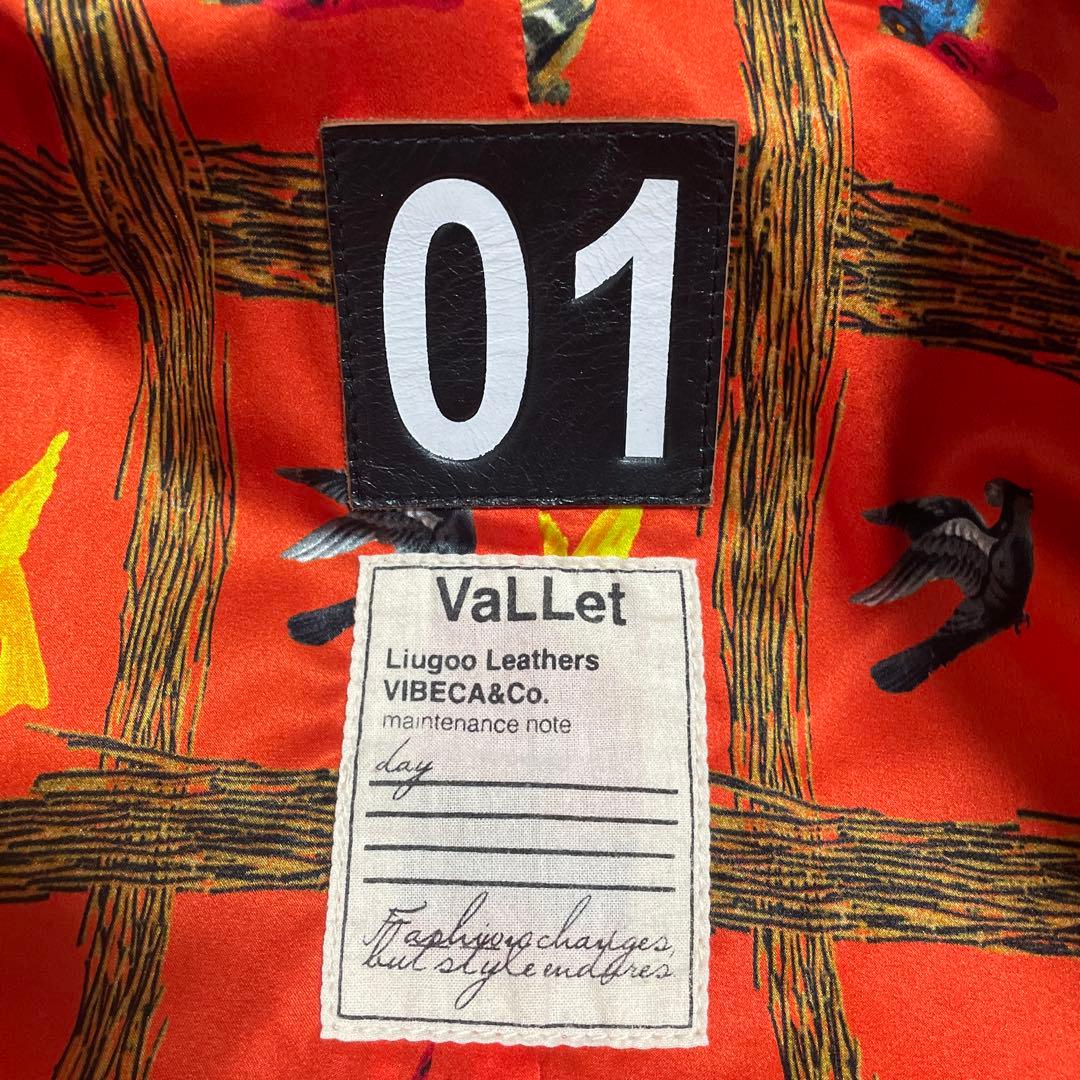 01
VaLLet
Liugoo Leathers
VIBECA&Co.
maintenance note
day
Fashion changes,
but style endures